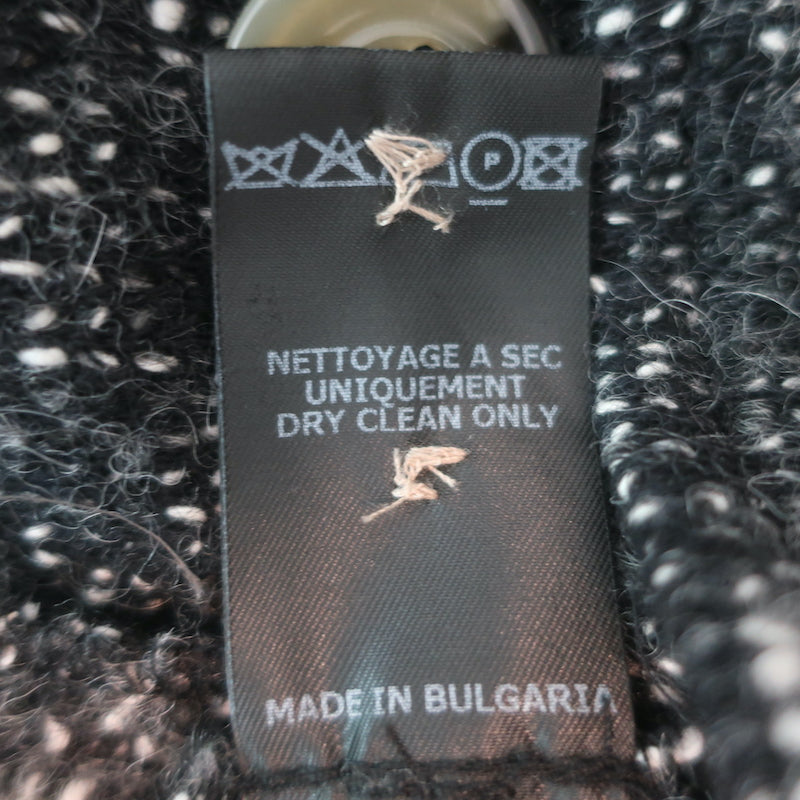 P
NETTOYAGE A SEC
UNIQUEMENT
DRY CLEAN ONLY
MADE IN BULGARIA